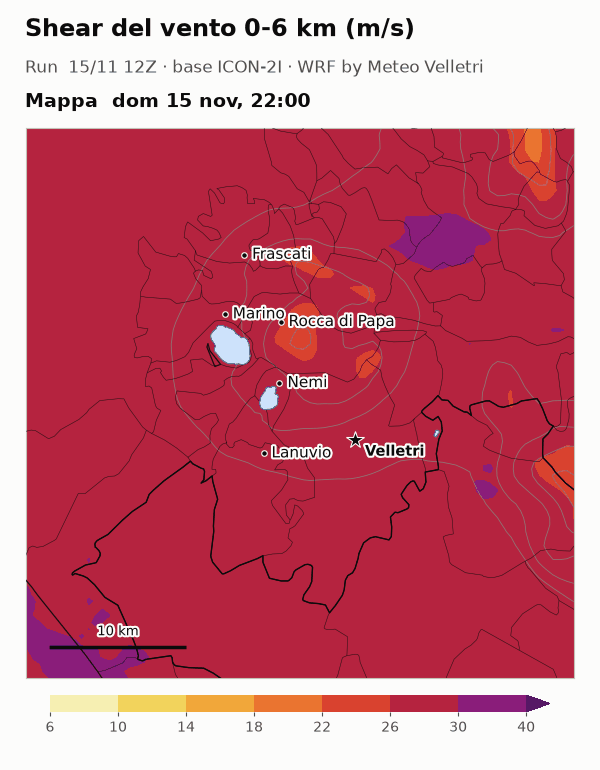 Shear del vento 0-6 km (m/s)
Run  15/11 12Z · base ICON-2I · WRF by Meteo Velletri
Mappa  dom 15 nov, 22:00
Frascati
Marino
Rocca di Papa
Nemi
Velletri
Lanuvio
10 km
6 10 14 18 22 26 30 40